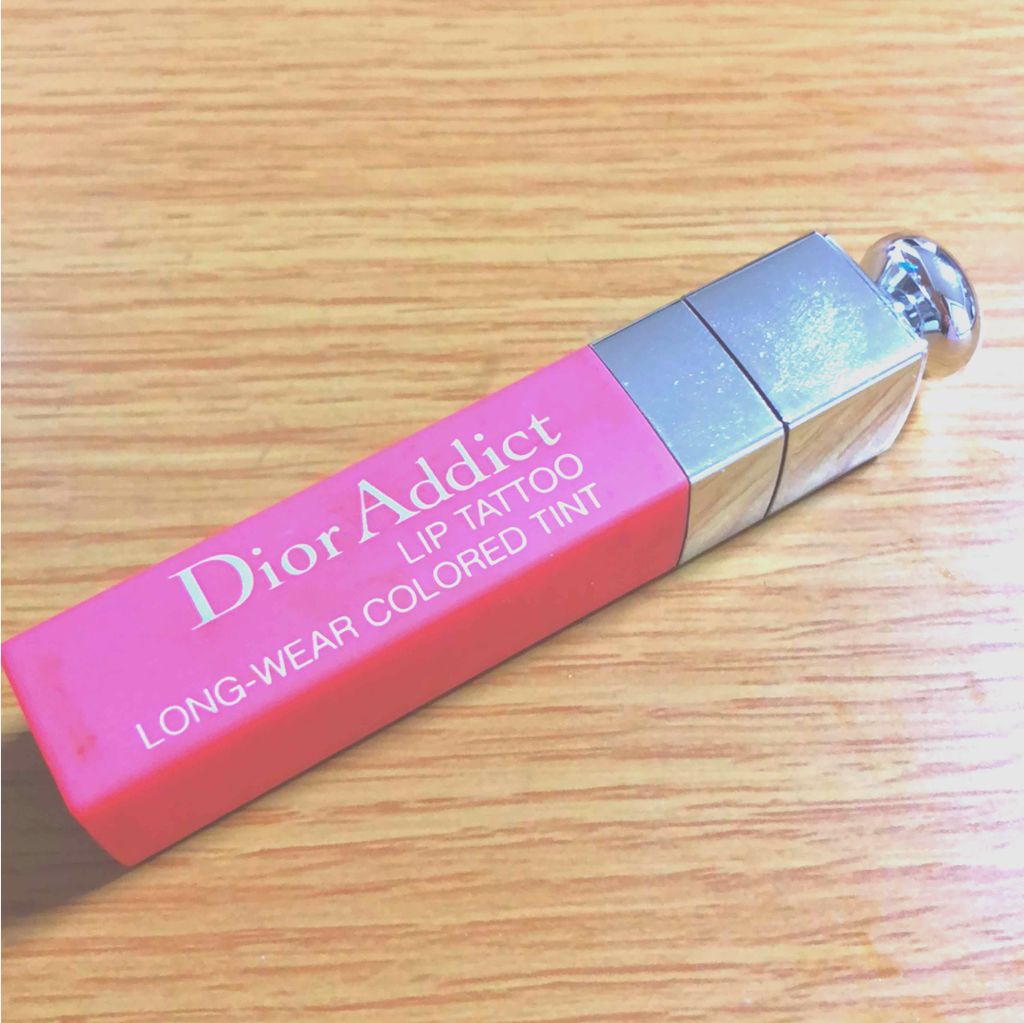 Dior Addict
LIP TATTOO
LONG-WEAR COLORED TINT